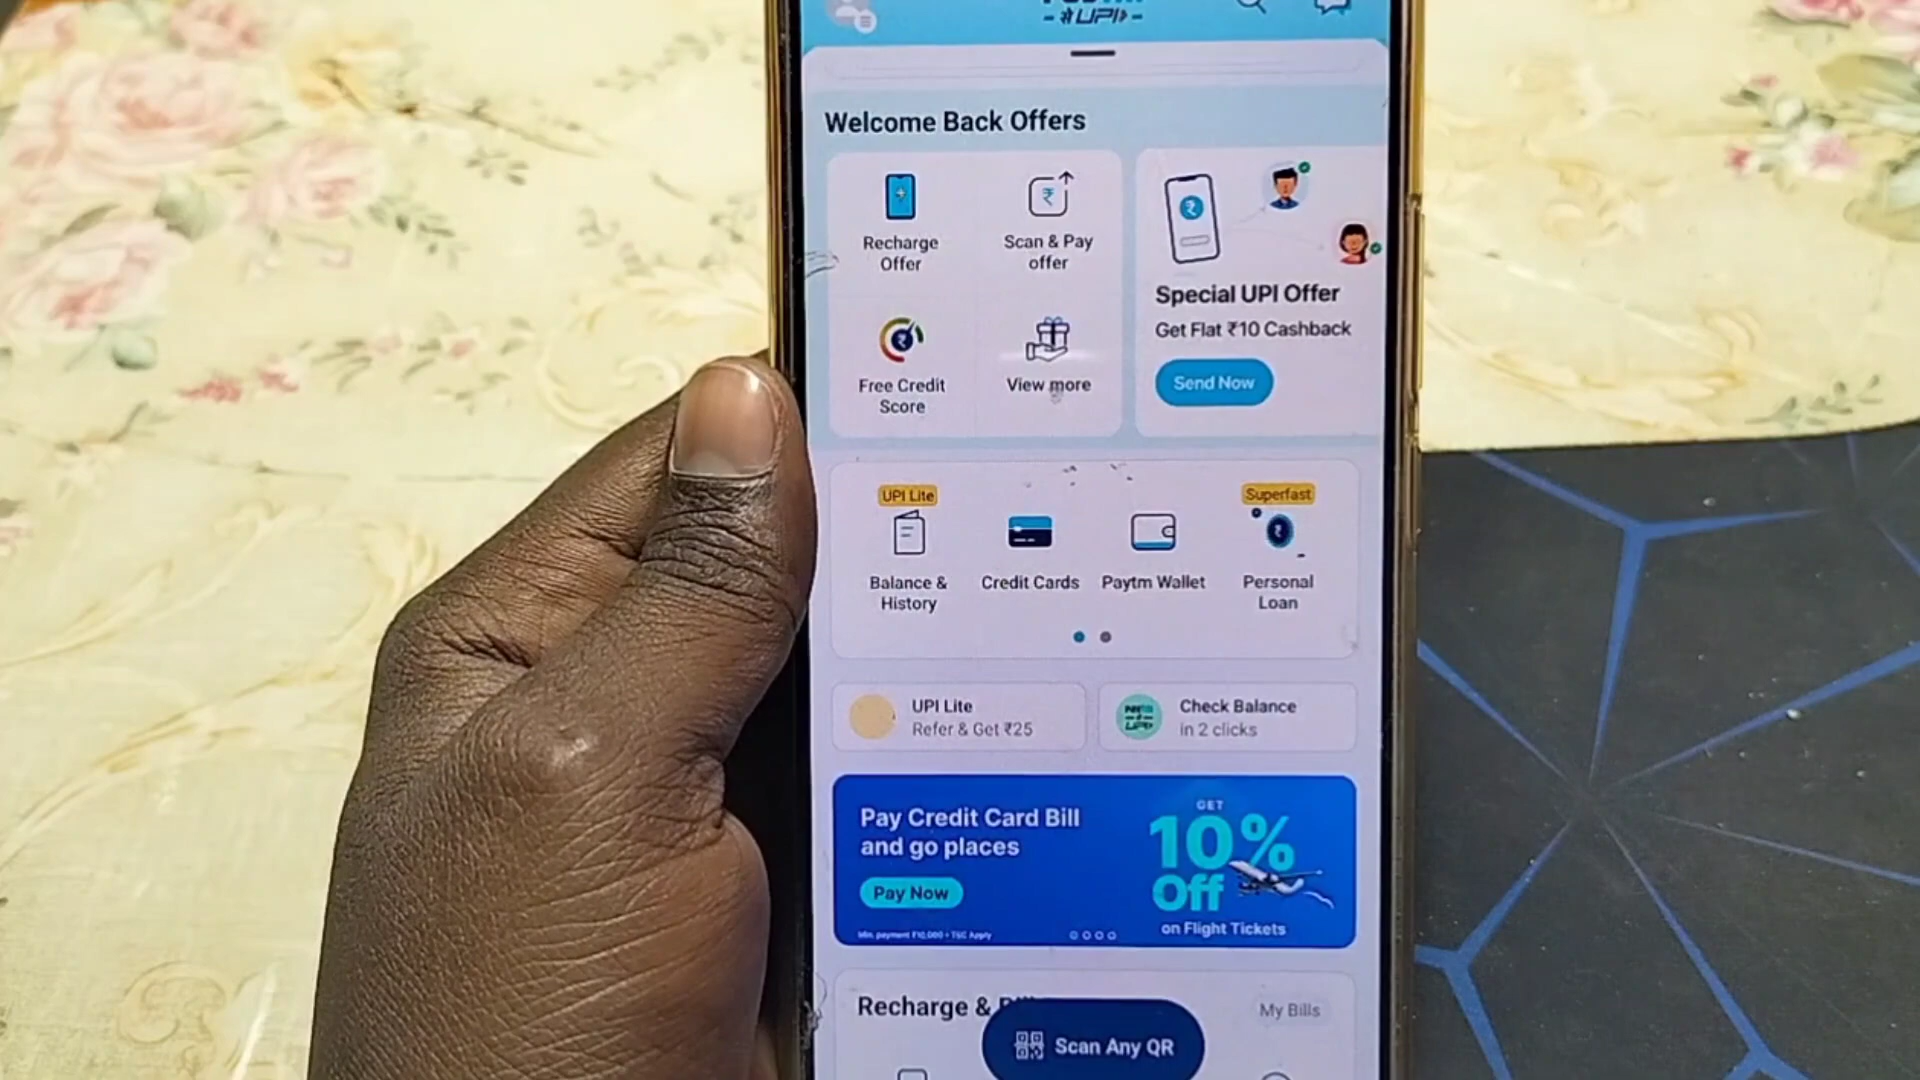 UPI
Welcome Back Offers
Recharge
Offer
Scan & Pay
offer
Free Credit
Score
View more
Special UPI Offer
Get Flat ₹10 Cashback
Send Now
UPI Lite
Balance &
History
Credit Cards
Paytm Wallet
Superfast
Personal
Loan
UPI Lite
Refer & Get ₹25
Check Balance
in 2 clicks
Pay Credit Card Bill
and go places
Pay Now
Min. payment ₹10,000 • T&C Apply
GET
10%
Off
on Flight Tickets
Recharge &
My Bills
Scan Any QR